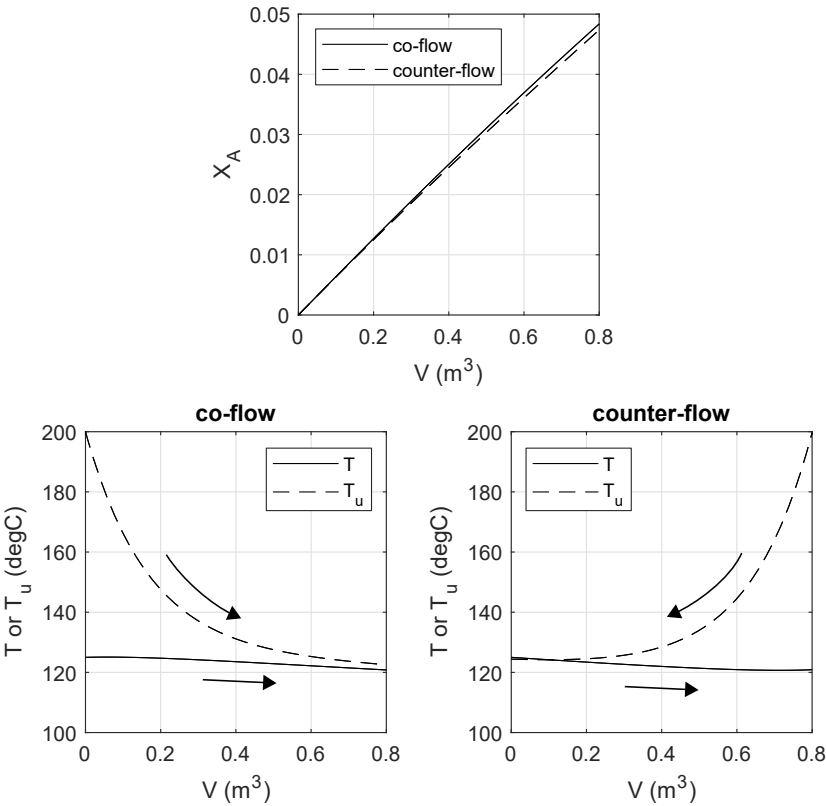 0.05
0.04
0.03
0.02
0.01
0
X_A
co-flow
counter-flow
0 0.2 0.4 0.6 0.8
V (m^3)
co-flow
200
180
160
140
120
100
T or T_u (degC)
T
T_u
0 0.2 0.4 0.6 0.8
V (m^3)
counter-flow
200
180
160
140
120
100
T or T_u (degC)
T
T_u
0 0.2 0.4 0.6 0.8
V (m^3)